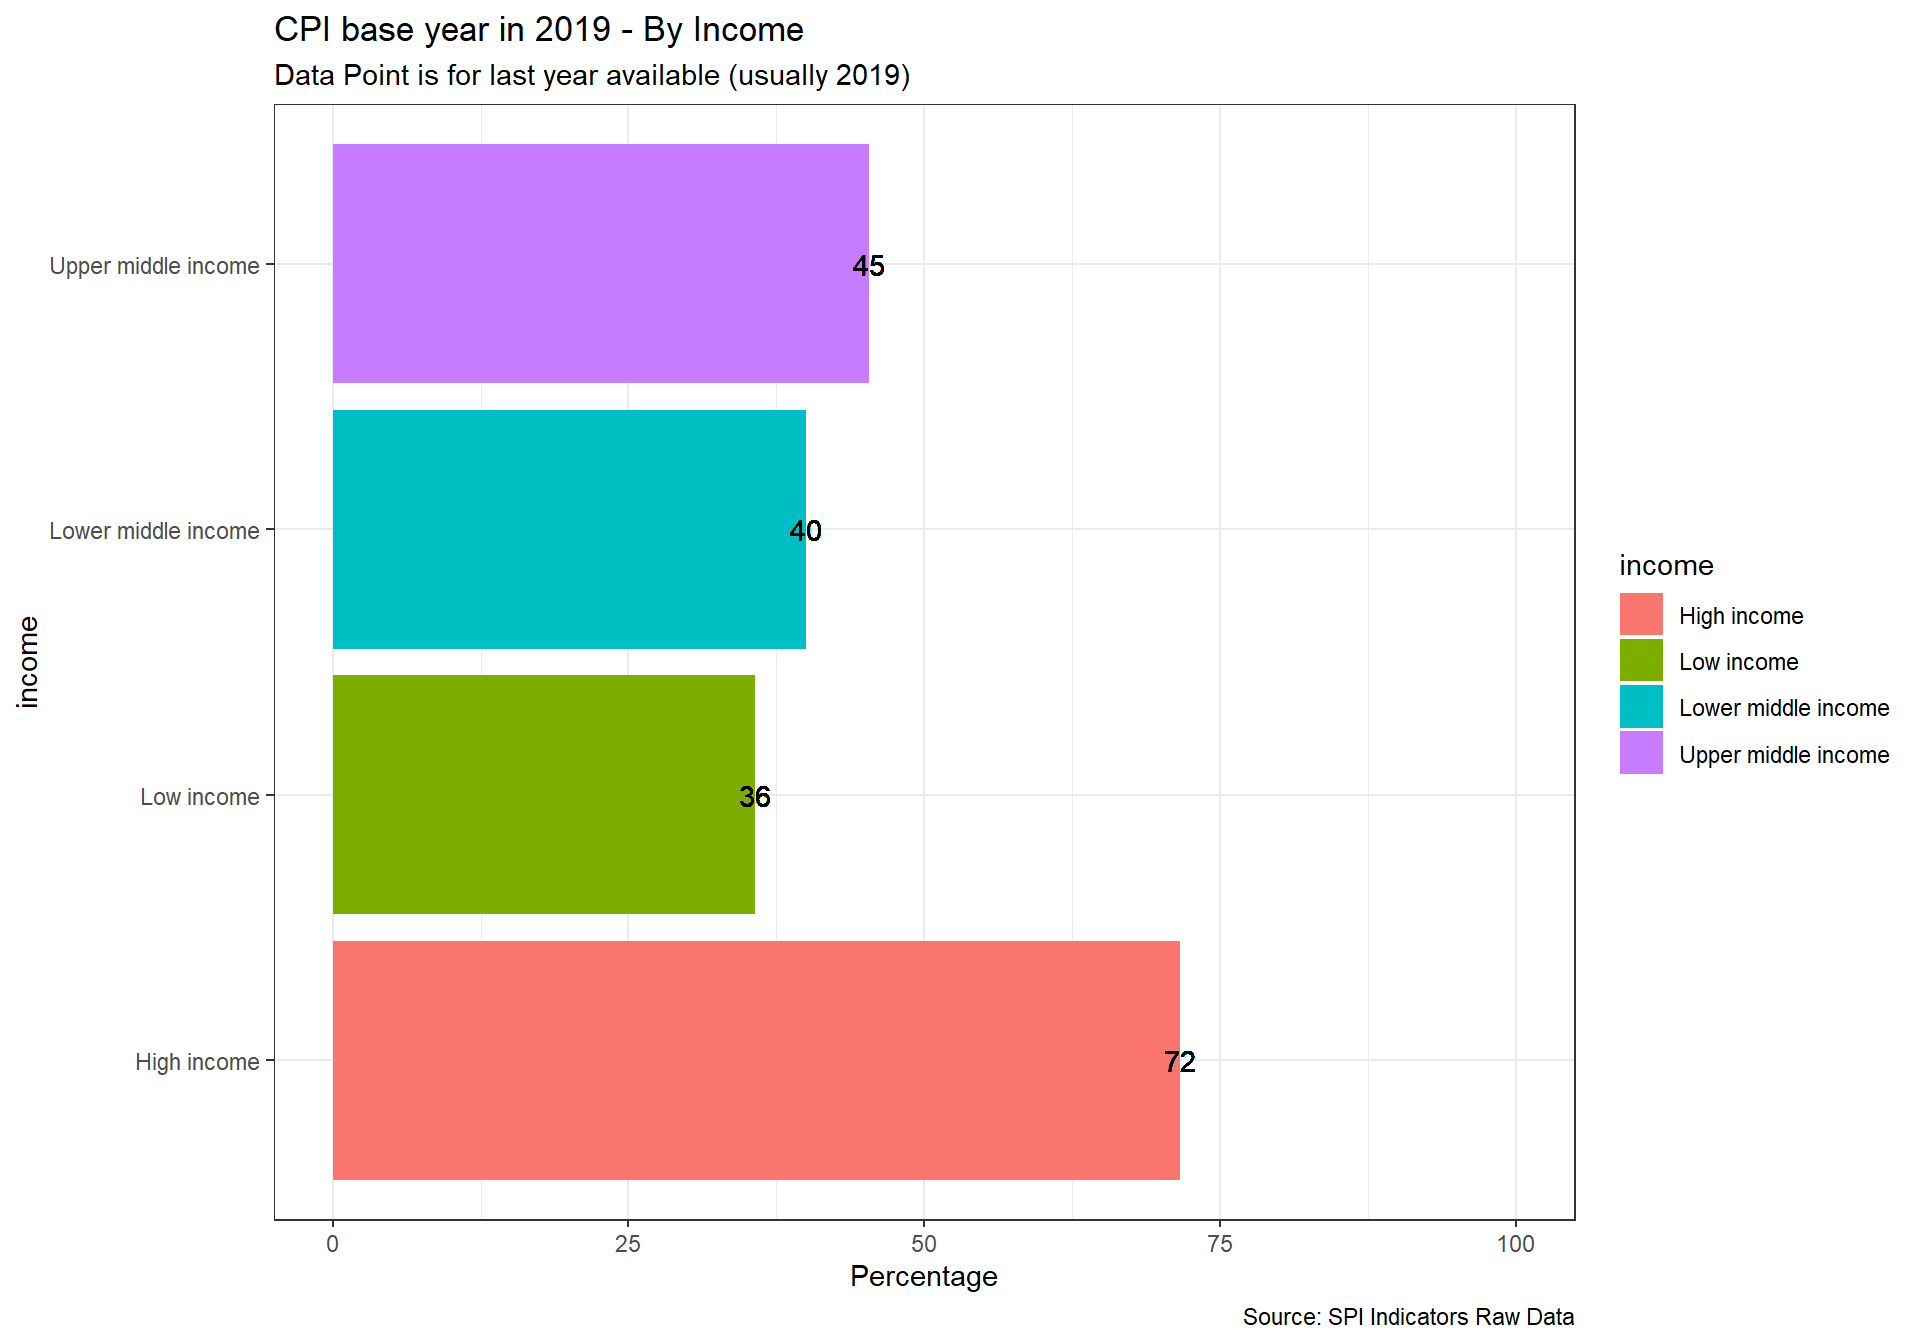 CPI base year in 2019 - By Income
Data Point is for last year available (usually 2019)
Upper middle income
45
Lower middle income
40
Low income
36
High income
72
income
0 25 50 75 100
Percentage
income
High income
Low income
Lower middle income
Upper middle income
Source: SPI Indicators Raw Data